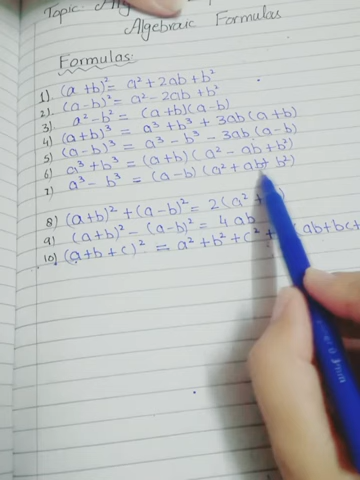 Topic: Alg
Algebraic Formulas
Formulas:
1). (a+b)² = a² + 2ab + b²
2). (a-b)² = a² - 2ab + b²
3). a² - b² = (a+b)(a-b)
4) (a+b)³ = a³ + b³ + 3ab(a+b)
5) (a-b)³ = a³ - b³ - 3ab(a-b)
6) a³ + b³ = (a+b)(a² - ab + b²)
7) a³ - b³ = (a-b)(a² + ab + b²)
8) (a+b)² + (a-b)² = 2(a² + )
9) (a+b)² - (a-b)² = 4ab
10) (a+b+c)² = a² + b² + c² + (ab+bc+